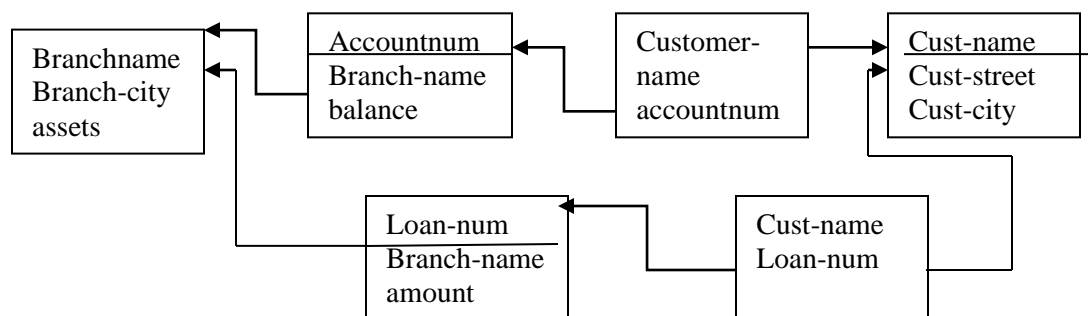 Branchname
Branch-city
assets
Accountnum
Branch-name
balance
Customer-
name
accountnum
Cust-name
Cust-street
Cust-city
Loan-num
Branch-name
amount
Cust-name
Loan-num